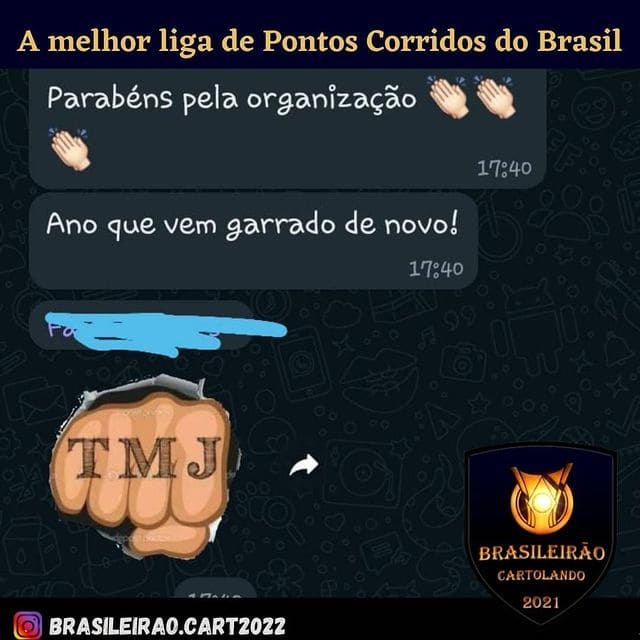 A melhor liga de Pontos Corridos do Brasil
Parabéns pela organização 👏🏻👏🏻
👏🏻
17:40
Ano que vem garrado de novo!
17:40
TMJ
BRASILEIRÃO
CARTOLANDO
2021
BRASILEIRAO.CART2022